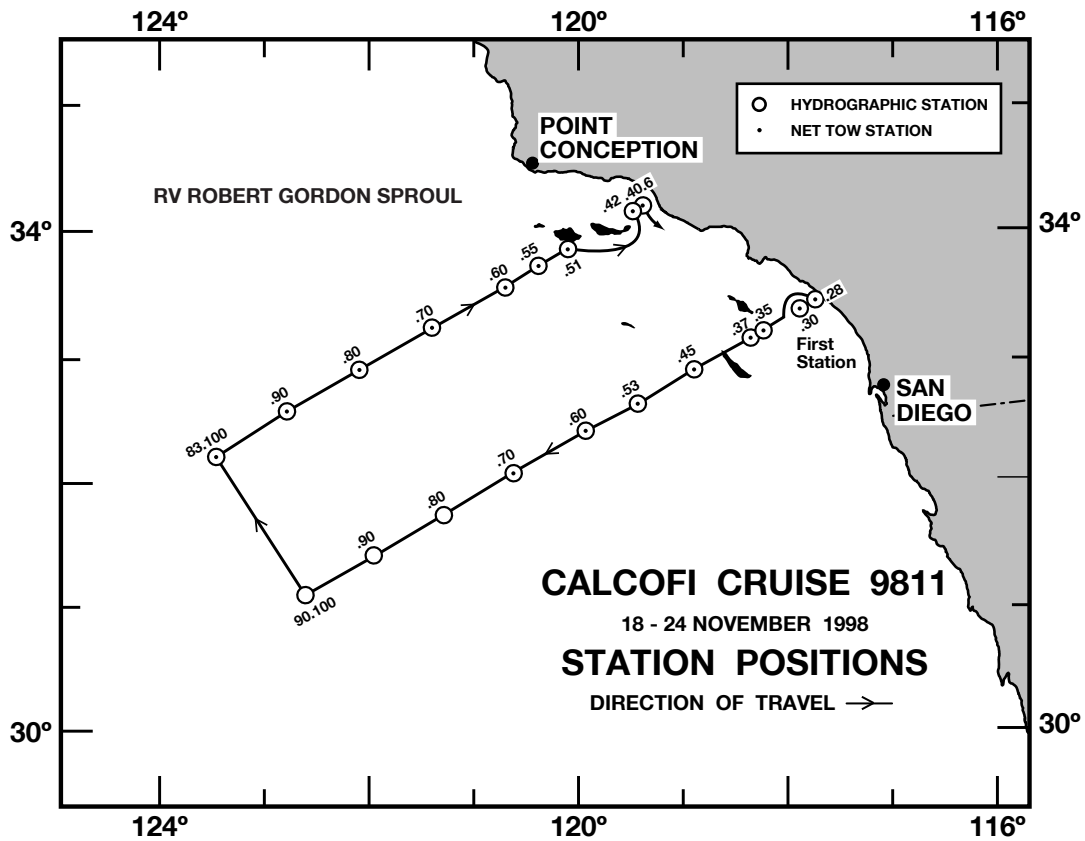 124º 120º 116º
HYDROGRAPHIC STATION
NET TOW STATION
POINT
CONCEPTION
RV ROBERT GORDON SPROUL
.42 .40.6
34º 34º
.51
.55
.60
.70
.80
.90
83.100
.28
.30
First
Station
.35
.37
.45
.53
.60
.70
.80
.90
90.100
SAN
DIEGO
CALCOFI CRUISE 9811
18 - 24 NOVEMBER 1998
STATION POSITIONS
DIRECTION OF TRAVEL
30º 30º
124º 120º 116º